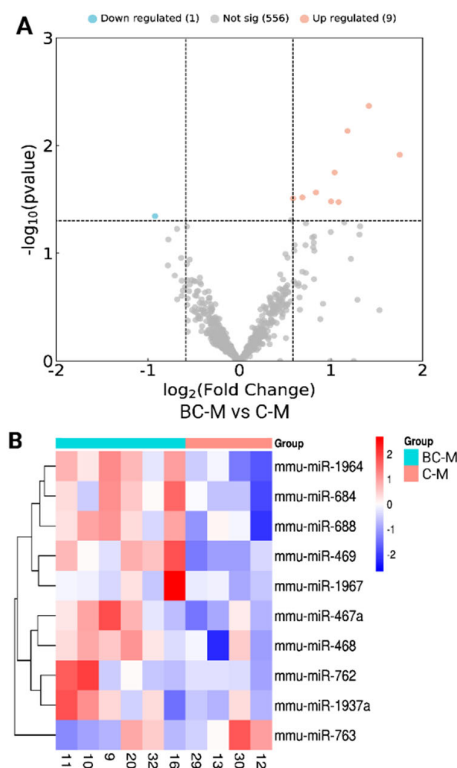 A
Down regulated (1) Not sig (556) Up regulated (9)
3
2
1
0
-log10(pvalue)
-2 -1 0 1 2
log2(Fold Change)
BC-M vs C-M
B
Group
mmu-miR-1964
mmu-miR-684
mmu-miR-688
mmu-miR-469
mmu-miR-1967
mmu-miR-467a
mmu-miR-468
mmu-miR-762
mmu-miR-1937a
mmu-miR-763
11 10 9 20 32 16 29 13 30 12
Group
BC-M
C-M
2
1
0
-1
-2